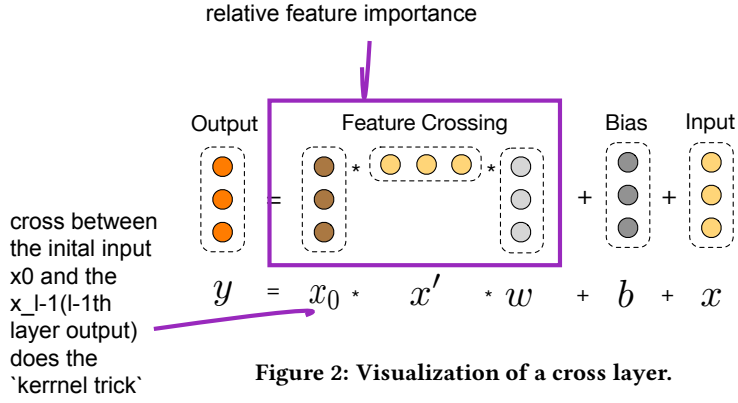 relative feature importance
Output Feature Crossing Bias Input
* * = + +
cross between
the inital input
x0 and the
x_l-1(l-1th
layer output)
does the
`kerrnel trick`
y = x₀ * x′ * w + b + x
Figure 2: Visualization of a cross layer.